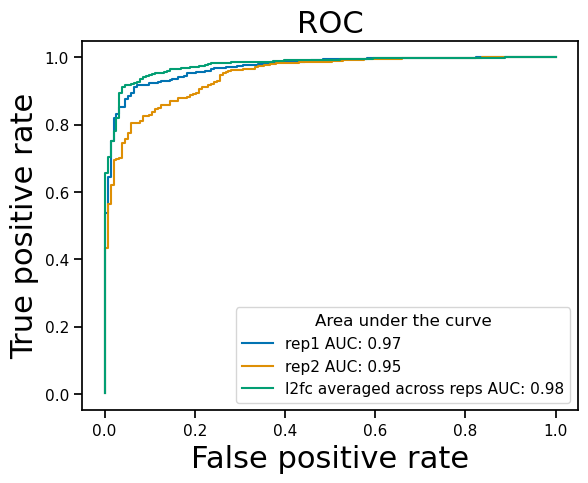 ROC
True positive rate
1.0
0.8
0.6
0.4
0.2
0.0
Area under the curve
rep1 AUC: 0.97
rep2 AUC: 0.95
l2fc averaged across reps AUC: 0.98
0.0 0.2 0.4 0.6 0.8 1.0
False positive rate